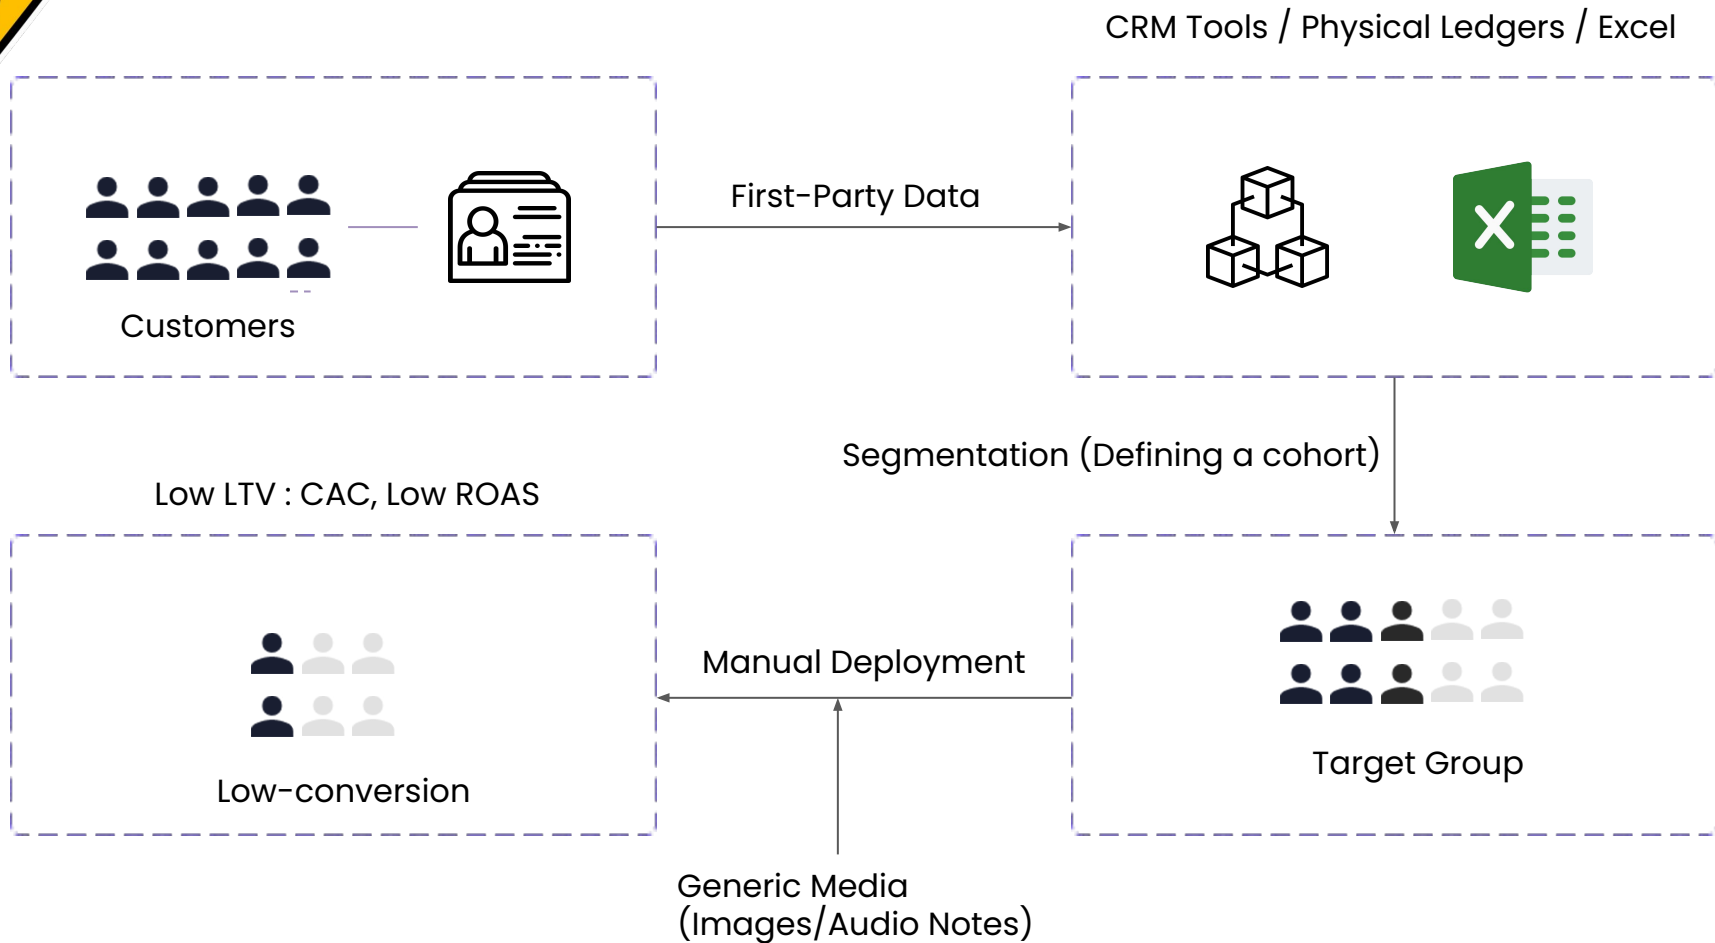 CRM Tools / Physical Ledgers / Excel
First-Party Data
X
Customers
Segmentation (Defining a cohort)
Low LTV : CAC, Low ROAS
Manual Deployment
Target Group
Low-conversion
Generic Media
(Images/Audio Notes)